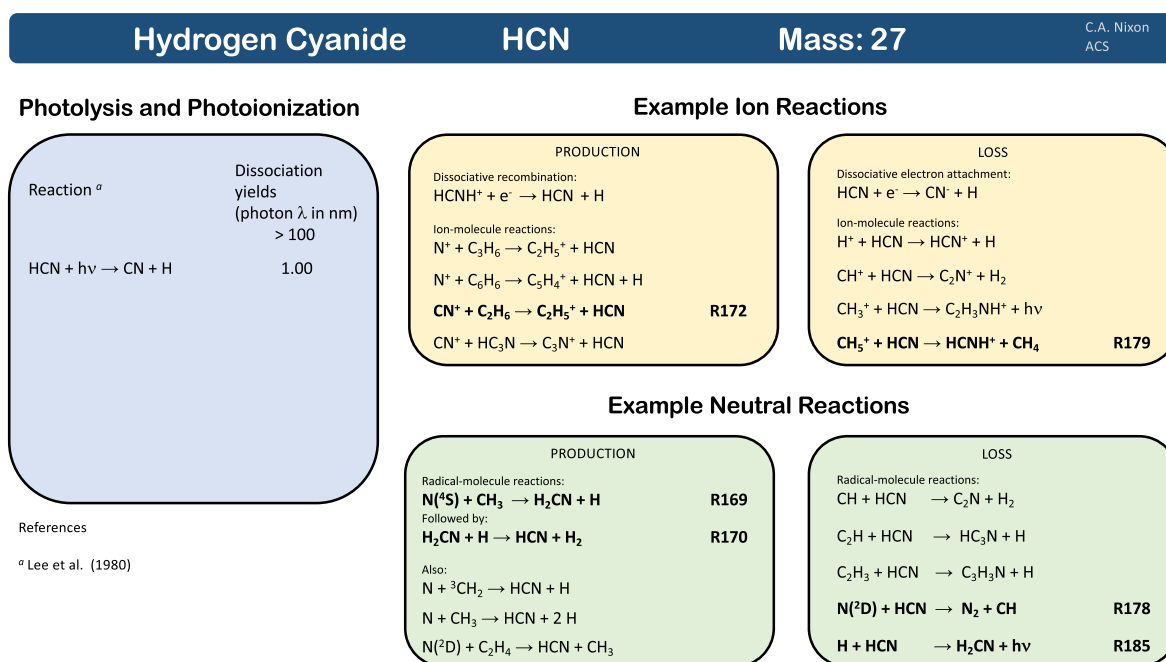 Hydrogen Cyanide HCN Mass: 27
C.A. Nixon
ACS
Photolysis and Photoionization
Reaction ᵃ
Dissociation
yields
(photon λ in nm)
> 100
HCN + hν → CN + H 1.00
References
ᵃ Lee et al. (1980)
Example Ion Reactions
PRODUCTION
Dissociative recombination:
HCNH⁺ + e⁻ → HCN + H
Ion-molecule reactions:
N⁺ + C₃H₆ → C₂H₅⁺ + HCN
N⁺ + C₆H₆ → C₅H₄⁺ + HCN + H
CN⁺ + C₂H₆ → C₂H₅⁺ + HCN R172
CN⁺ + HC₃N → C₃N⁺ + HCN
LOSS
Dissociative electron attachment:
HCN + e⁻ → CN⁻ + H
Ion-molecule reactions:
H⁺ + HCN → HCN⁺ + H
CH⁺ + HCN → C₂N⁺ + H₂
CH₃⁺ + HCN → C₂H₃NH⁺ + hν
CH₅⁺ + HCN → HCNH⁺ + CH₄ R179
Example Neutral Reactions
PRODUCTION
Radical-molecule reactions:
N(⁴S) + CH₃ → H₂CN + H R169
Followed by:
H₂CN + H → HCN + H₂ R170
Also:
N + ³CH₂ → HCN + H
N + CH₃ → HCN + 2 H
N(²D) + C₂H₄ → HCN + CH₃
LOSS
Radical-molecule reactions:
CH + HCN → C₂N + H₂
C₂H + HCN → HC₃N + H
C₂H₃ + HCN → C₃H₃N + H
N(²D) + HCN → N₂ + CH R178
H + HCN → H₂CN + hν R185